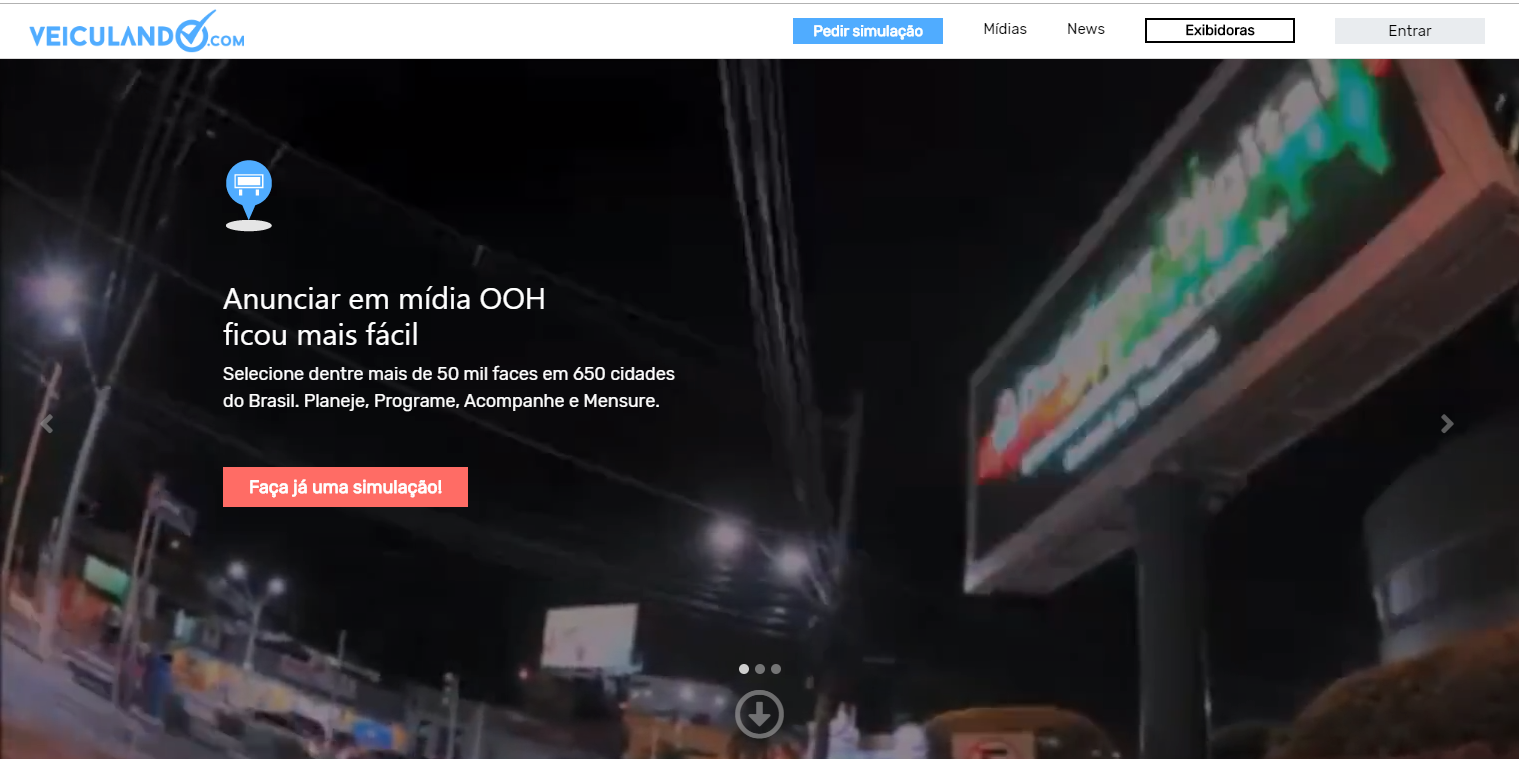 VEICULANDO.COM
Pedir simulação
Mídias
News
Exibidoras
Entrar
Anunciar em mídia OOH
ficou mais fácil
Selecione dentre mais de 50 mil faces em 650 cidades
do Brasil. Planeje, Programe, Acompanhe e Mensure.
Faça já uma simulação!